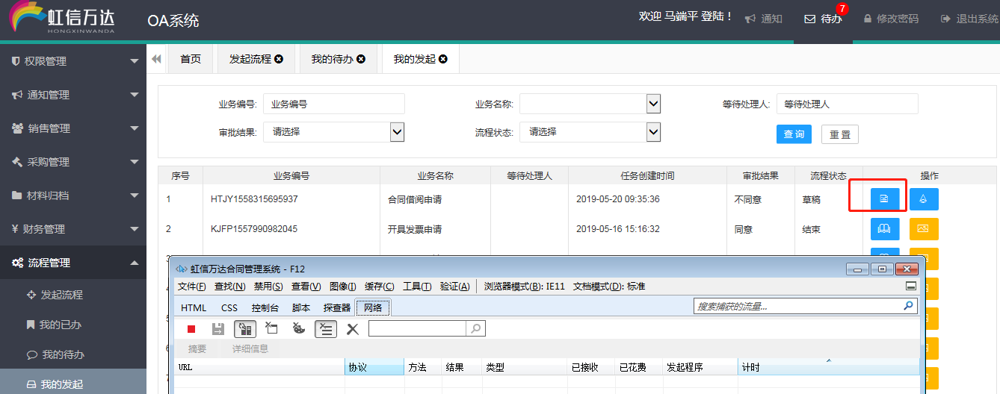 虹信万达
HONGXINWANDA
OA系统
欢迎 马端平 登陆！
通知
待办
7
修改密码
退出系统
权限管理
通知管理
销售管理
采购管理
材料归档
¥ 财务管理
流程管理
发起流程
我的已办
我的待办
我的发起
首页
发起流程
我的待办
我的发起
业务编号: 业务编号
业务名称:
等待处理人: 等待处理人
审批结果: 请选择
流程状态: 请选择
查询
重置
序号 业务编号 业务名称 等待处理人 任务创建时间 审批结果 流程状态 操作
1 HTJY1558315695937 合同借阅申请 2019-05-20 09:35:36 不同意 草稿
2 KJFP1557990982045 开具发票申请 2019-05-16 15:16:32 同意 结束
虹信万达合同管理系统 - F12
文件(F) 查找(N) 禁用(S) 查看(V) 图像(I) 缓存(C) 工具(T) 验证(A) 浏览器模式(B): IE11 文档模式(D): 标准
HTML CSS 控制台 脚本 探查器 网络
搜索捕获的流量...
摘要 详细信息
URL 协议 方法 结果 类型 已接收 已花费 发起程序 计时